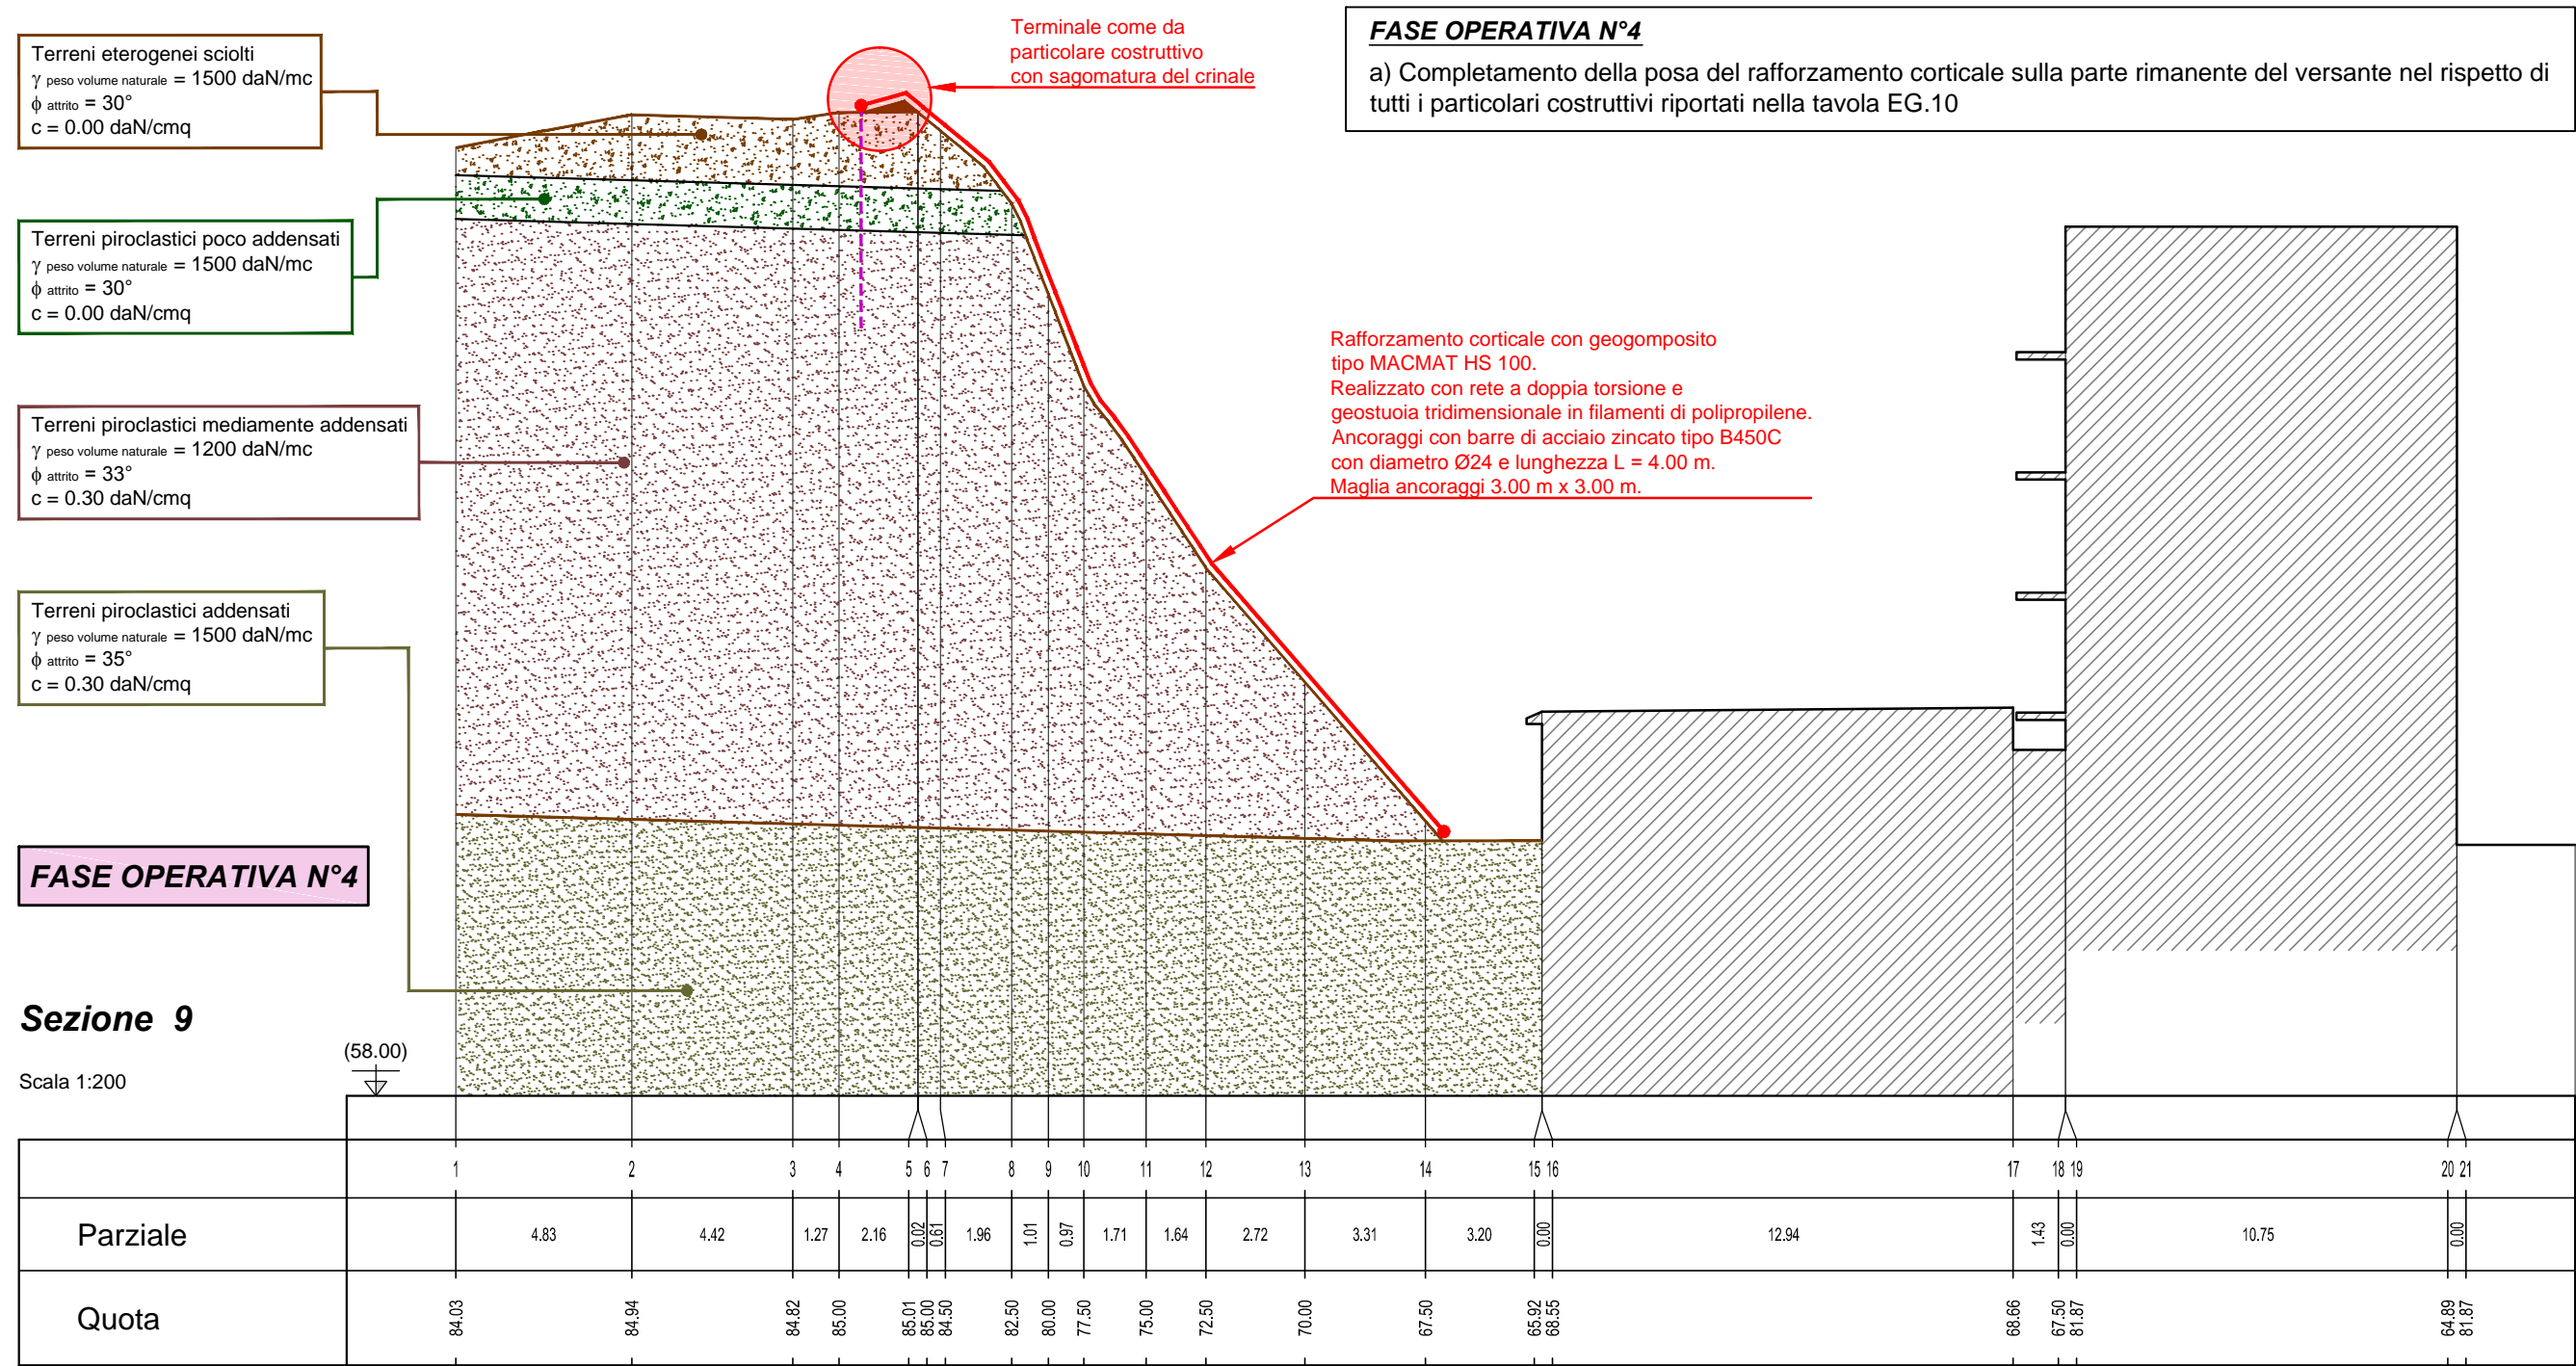 Terreni eterogenei sciolti
γ peso volume naturale = 1500 daN/mc
ϕ attrito = 30°
c = 0.00 daN/cmq
Terreni piroclastici poco addensati
γ peso volume naturale = 1500 daN/mc
ϕ attrito = 30°
c = 0.00 daN/cmq
Terreni piroclastici mediamente addensati
γ peso volume naturale = 1200 daN/mc
ϕ attrito = 33°
c = 0.30 daN/cmq
Terreni piroclastici addensati
γ peso volume naturale = 1500 daN/mc
ϕ attrito = 35°
c = 0.30 daN/cmq
Terminale come da
particolare costruttivo
con sagomatura del crinale
FASE OPERATIVA N°4
a) Completamento della posa del rafforzamento corticale sulla parte rimanente del versante nel rispetto di
tutti i particolari costruttivi riportati nella tavola EG.10
Rafforzamento corticale con geogomposito
tipo MACMAT HS 100.
Realizzato con rete a doppia torsione e
geostuoia tridimensionale in filamenti di polipropilene.
Ancoraggi con barre di acciaio zincato tipo B450C
con diametro Ø24 e lunghezza L = 4.00 m.
Maglia ancoraggi 3.00 m x 3.00 m.
FASE OPERATIVA N°4
Sezione 9
Scala 1:200
(58.00)
1 2 3 4 5 6 7 8 9 10 11 12 13 14 15 16 17 18 19 20 21
Parziale 4.83 4.42 1.27 2.16 0.02 0.61 1.96 1.01 0.97 1.71 1.64 2.72 3.31 3.20 0.00 12.94 1.43 0.00 10.75 0.00
Quota 84.03 84.94 84.82 85.00 85.01 85.00 84.50 82.50 80.00 77.50 75.00 72.50 70.00 67.50 65.92 68.55 68.66 67.50 81.87 64.89 81.87